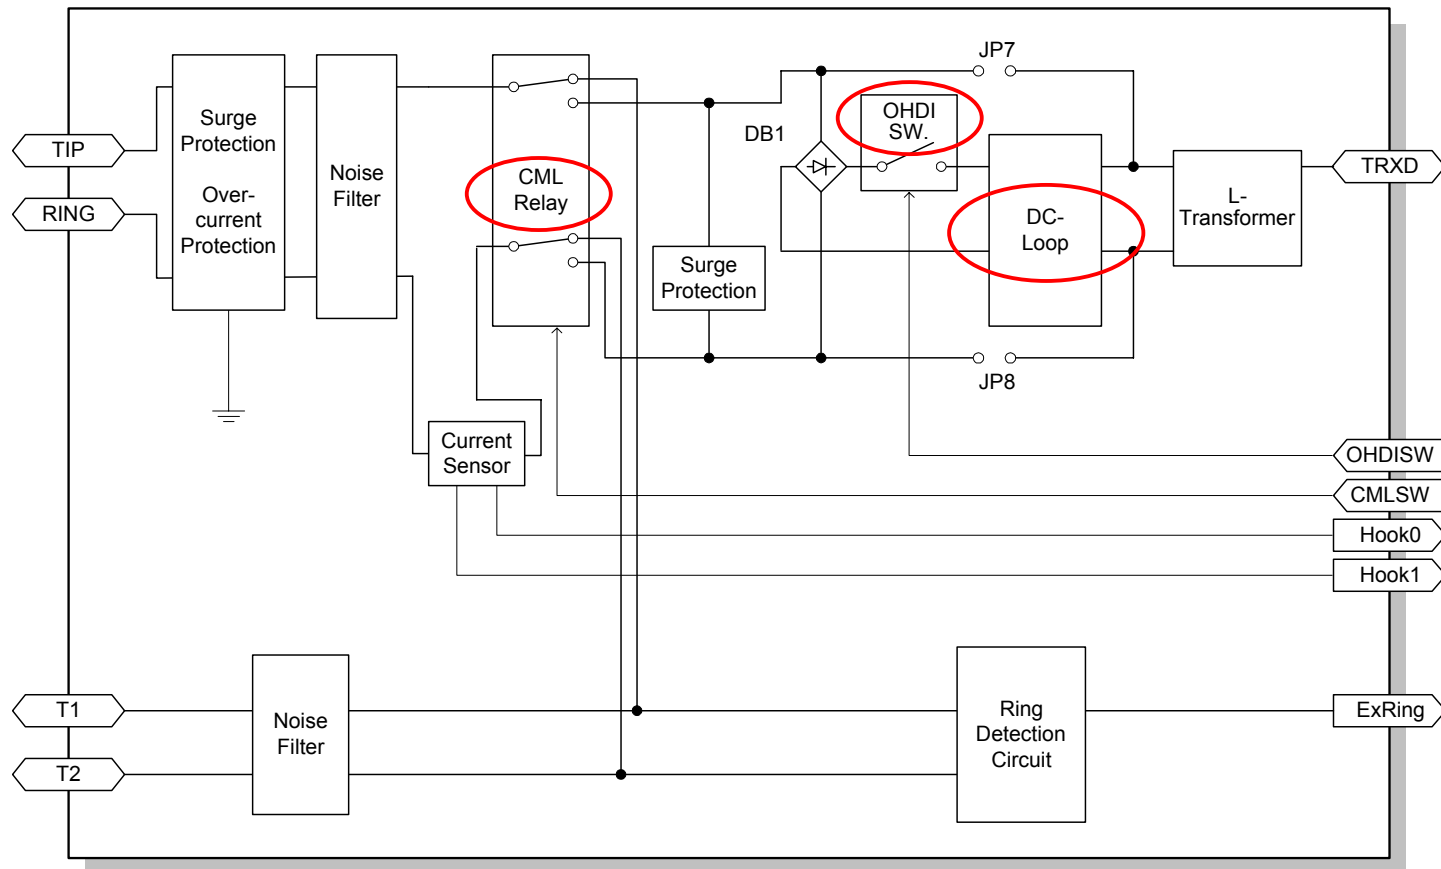 JP7
OHDI
SW.
DB1
Surge
Protection
Over-
current
Protection
Noise
Filter
CML
Relay
TIP
RING
TRXD
L-
Transformer
DC-
Loop
Surge
Protection
JP8
Current
Sensor
OHDISW
CMLSW
Hook0
Hook1
T1
T2
Noise
Filter
Ring
Detection
Circuit
ExRing